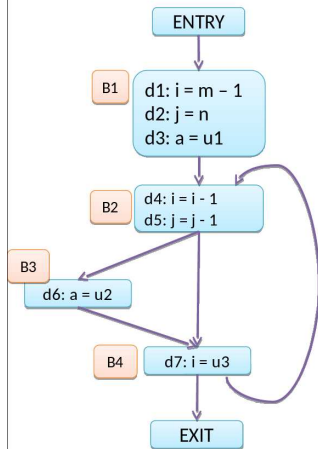 ENTRY
B1
d1: i = m – 1
d2: j = n
d3: a = u1
B2
d4: i = i - 1
d5: j = j - 1
B3
d6: a = u2
B4
d7: i = u3
EXIT